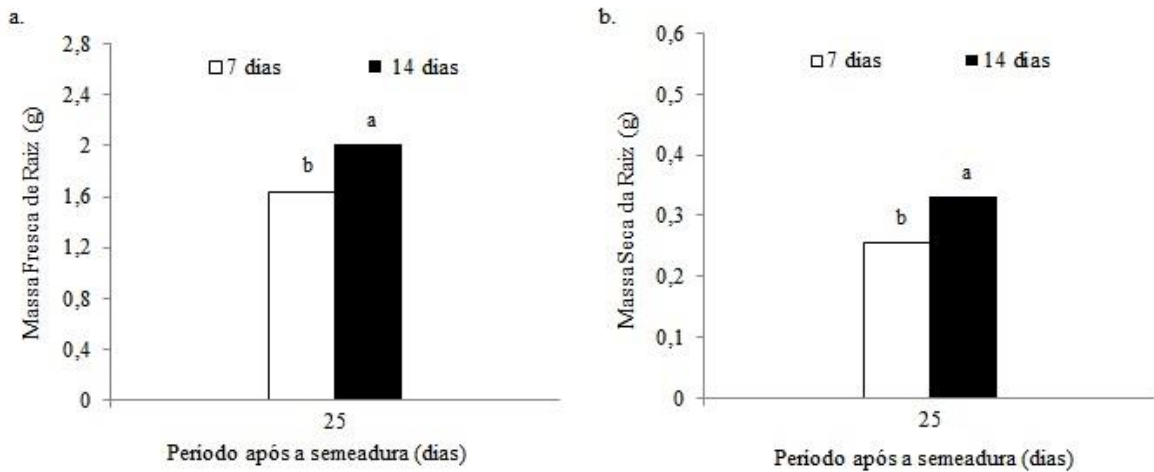 a.
Massa Fresca de Raiz (g)
2,8
2,4
2
1,6
1,2
0,8
0,4
0
7 dias
14 dias
b
a
25
Período após a semeadura (dias)
b.
Massa Seca da Raiz (g)
0,6
0,5
0,4
0,3
0,2
0,1
0
7 dias
14 dias
b
a
25
Período após a semeadura (dias)